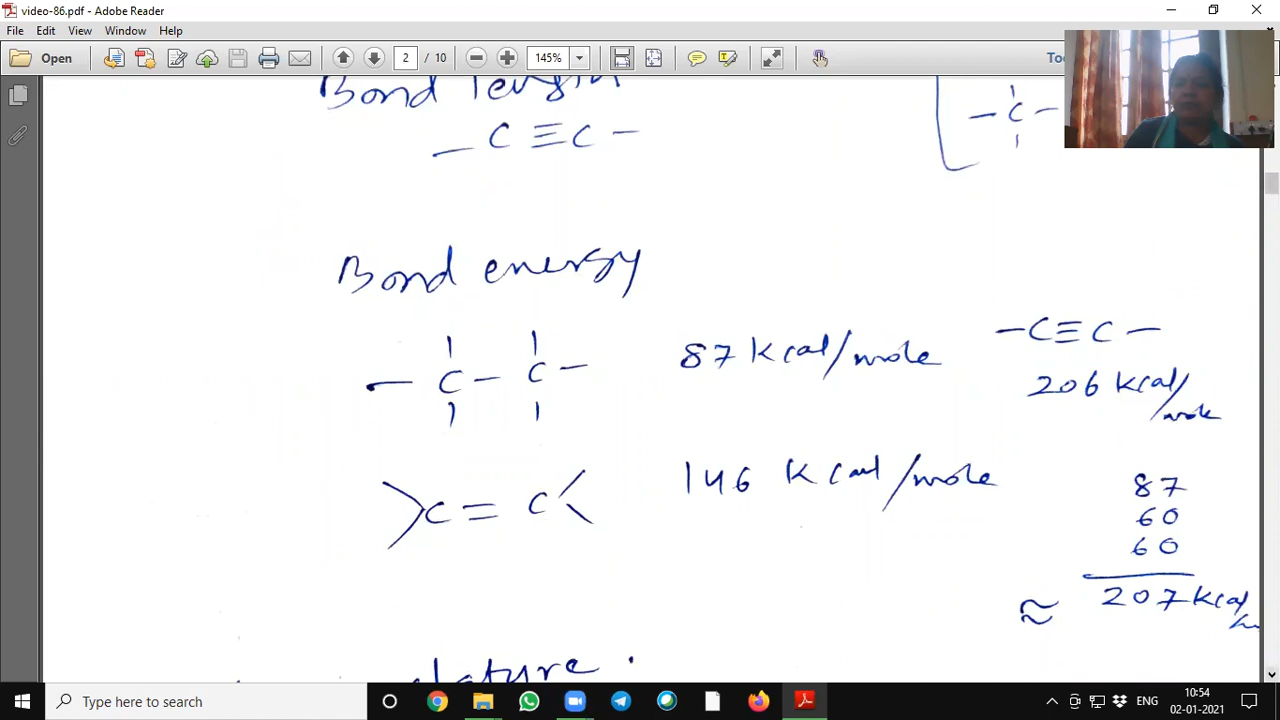 video-86.pdf - Adobe Reader
File Edit View Window Help
Open 2 / 10 145%
Bond length
— C ≡ C —
— C —
Bond energy
— C — C — 87 Kcal/mole
— C ≡ C —
206 Kcal/mole
C = C 146 Kcal/mole
87
60
60
≈ 207 Kcal/
Type here to search
ENG
10:54
02-01-2021